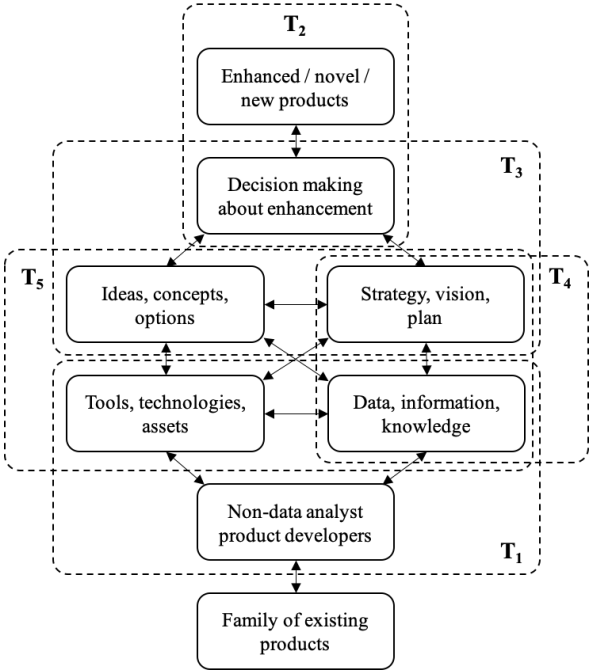 T2
Enhanced / novel /
new products
T3
Decision making
about enhancement
T5
Ideas, concepts,
options
Strategy, vision,
plan
T4
Tools, technologies,
assets
Data, information,
knowledge
Non-data analyst
product developers
T1
Family of existing
products